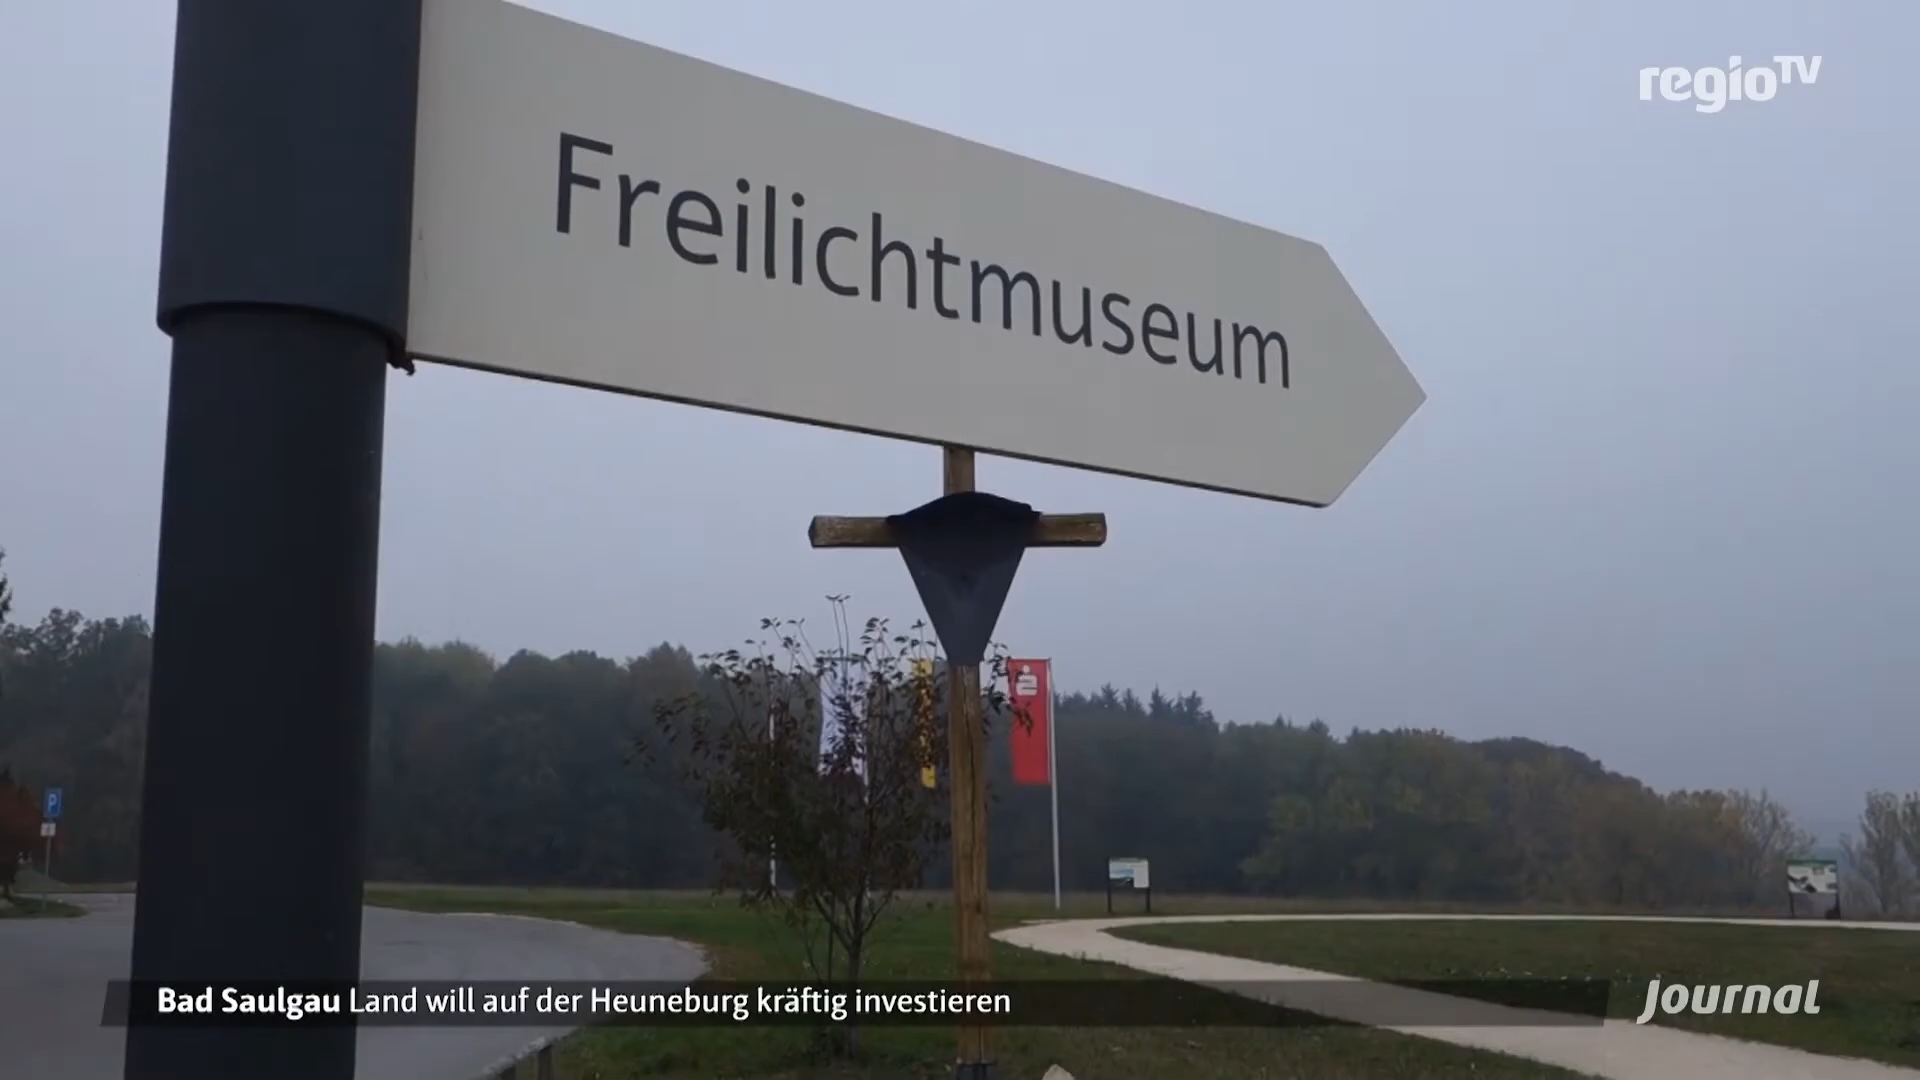 regioTV
Freilichtmuseum
P
Bad Saulgau Land will auf der Heuneburg kräftig investieren
Journal